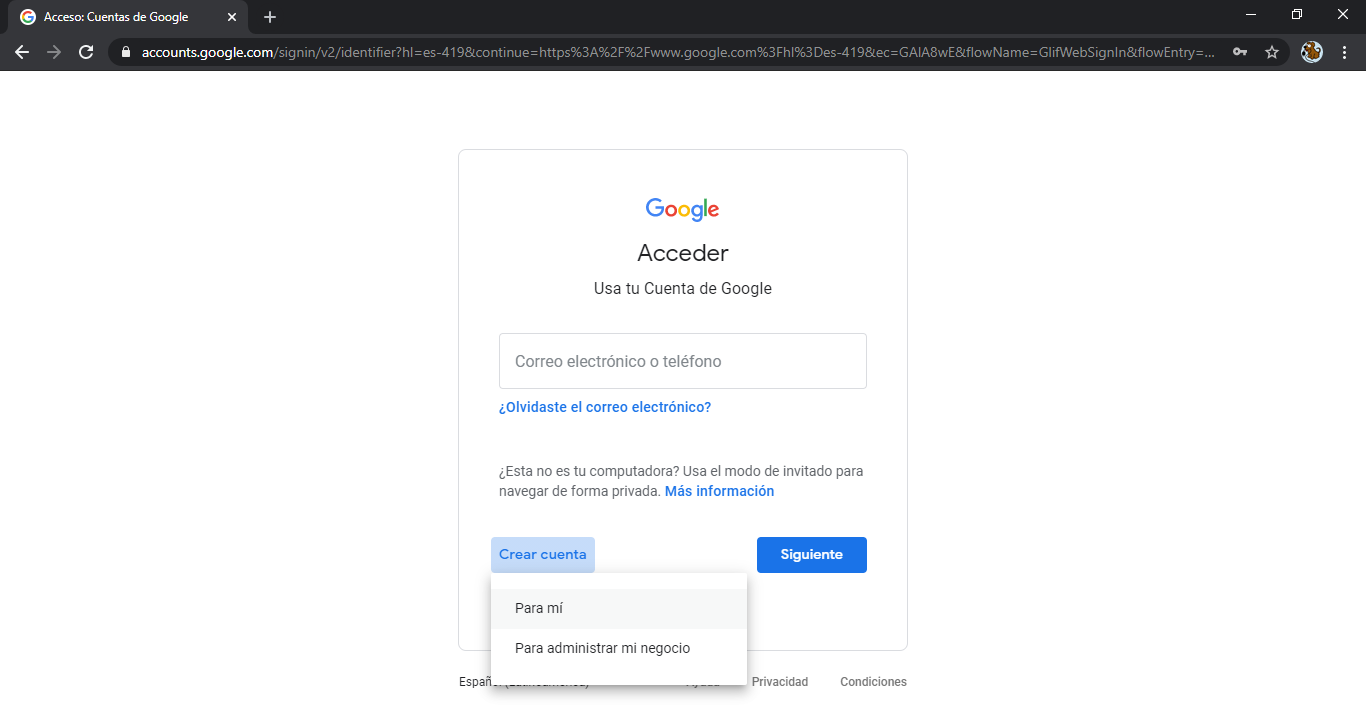 Acceso: Cuentas de Google
accounts.google.com/signin/v2/identifier?hl=es-419&continue=https%3A%2F%2Fwww.google.com%3Fhl%3Des-419&ec=GAlA8wE&flowName=GlifWebSignIn&flowEntry=...
Google
Acceder
Usa tu Cuenta de Google
Correo electrónico o teléfono
¿Olvidaste el correo electrónico?
¿Esta no es tu computadora? Usa el modo de invitado para
navegar de forma privada. Más información
Crear cuenta
Siguiente
Para mí
Para administrar mi negocio
Español (Latinoamérica)
Ayuda
Privacidad
Condiciones